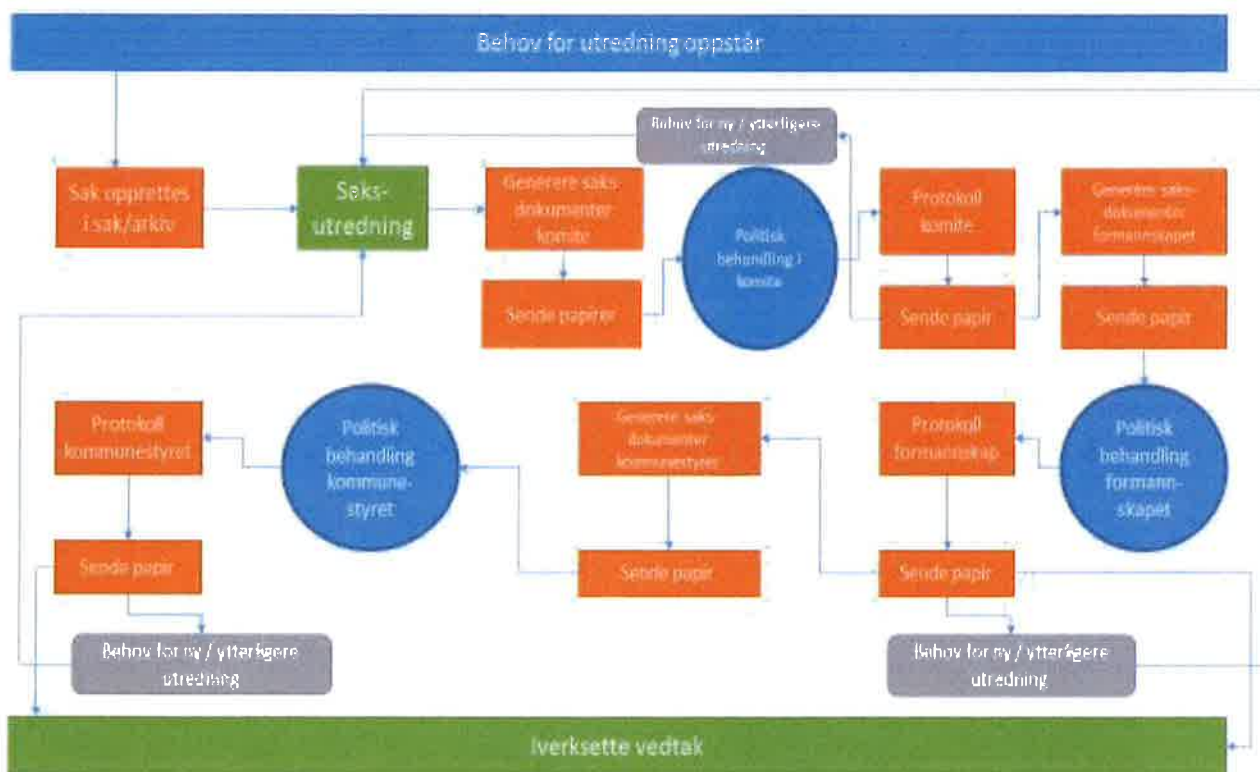 Behov for utredning oppstår
Behov for ny / ytterligere
utredning
Sak opprettes
i sak/arkiv
Saks-
utredning
Generere saks-
dokumenter
komite
Politisk
behandling i
komite
Protokoll
komite
Generere saks-
dokumenter
formannskapet
Sende papirer
Sende papir
Sende papir
Protokoll
kommunestyret
Politisk
behandling
kommune-
styret
Generere saks-
dokumenter
kommunestyret
Protokoll
formannskap
Politisk
behandling
formann-
skapet
Sende papir
Sende papir
Sende papir
Behov for ny / ytterligere
utredning
Behov for ny / ytterligere
utredning
Iverksette vedtak